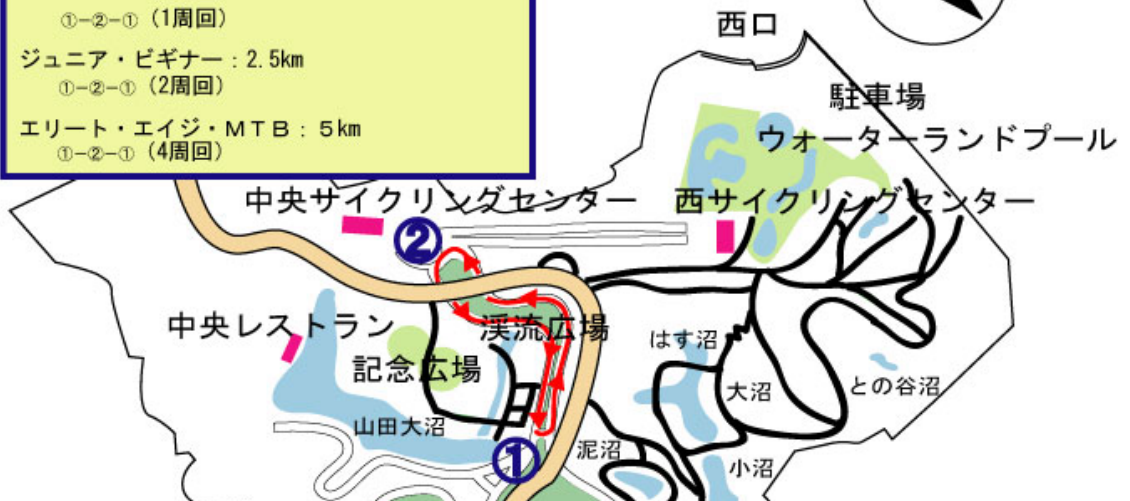 ①-②-①（1周回）
ジュニア・ビギナー：2.5km
①-②-①（2周回）
エリート・エイジ・ＭＴＢ：５km
①-②-①（4周回）
西口
駐車場
ウォーターランドプール
中央サイクリングセンター
西サイクリングセンター
②
中央レストラン
渓流広場
はす沼
記念広場
大沼
との谷沼
山田大沼
①
泥沼
小沼